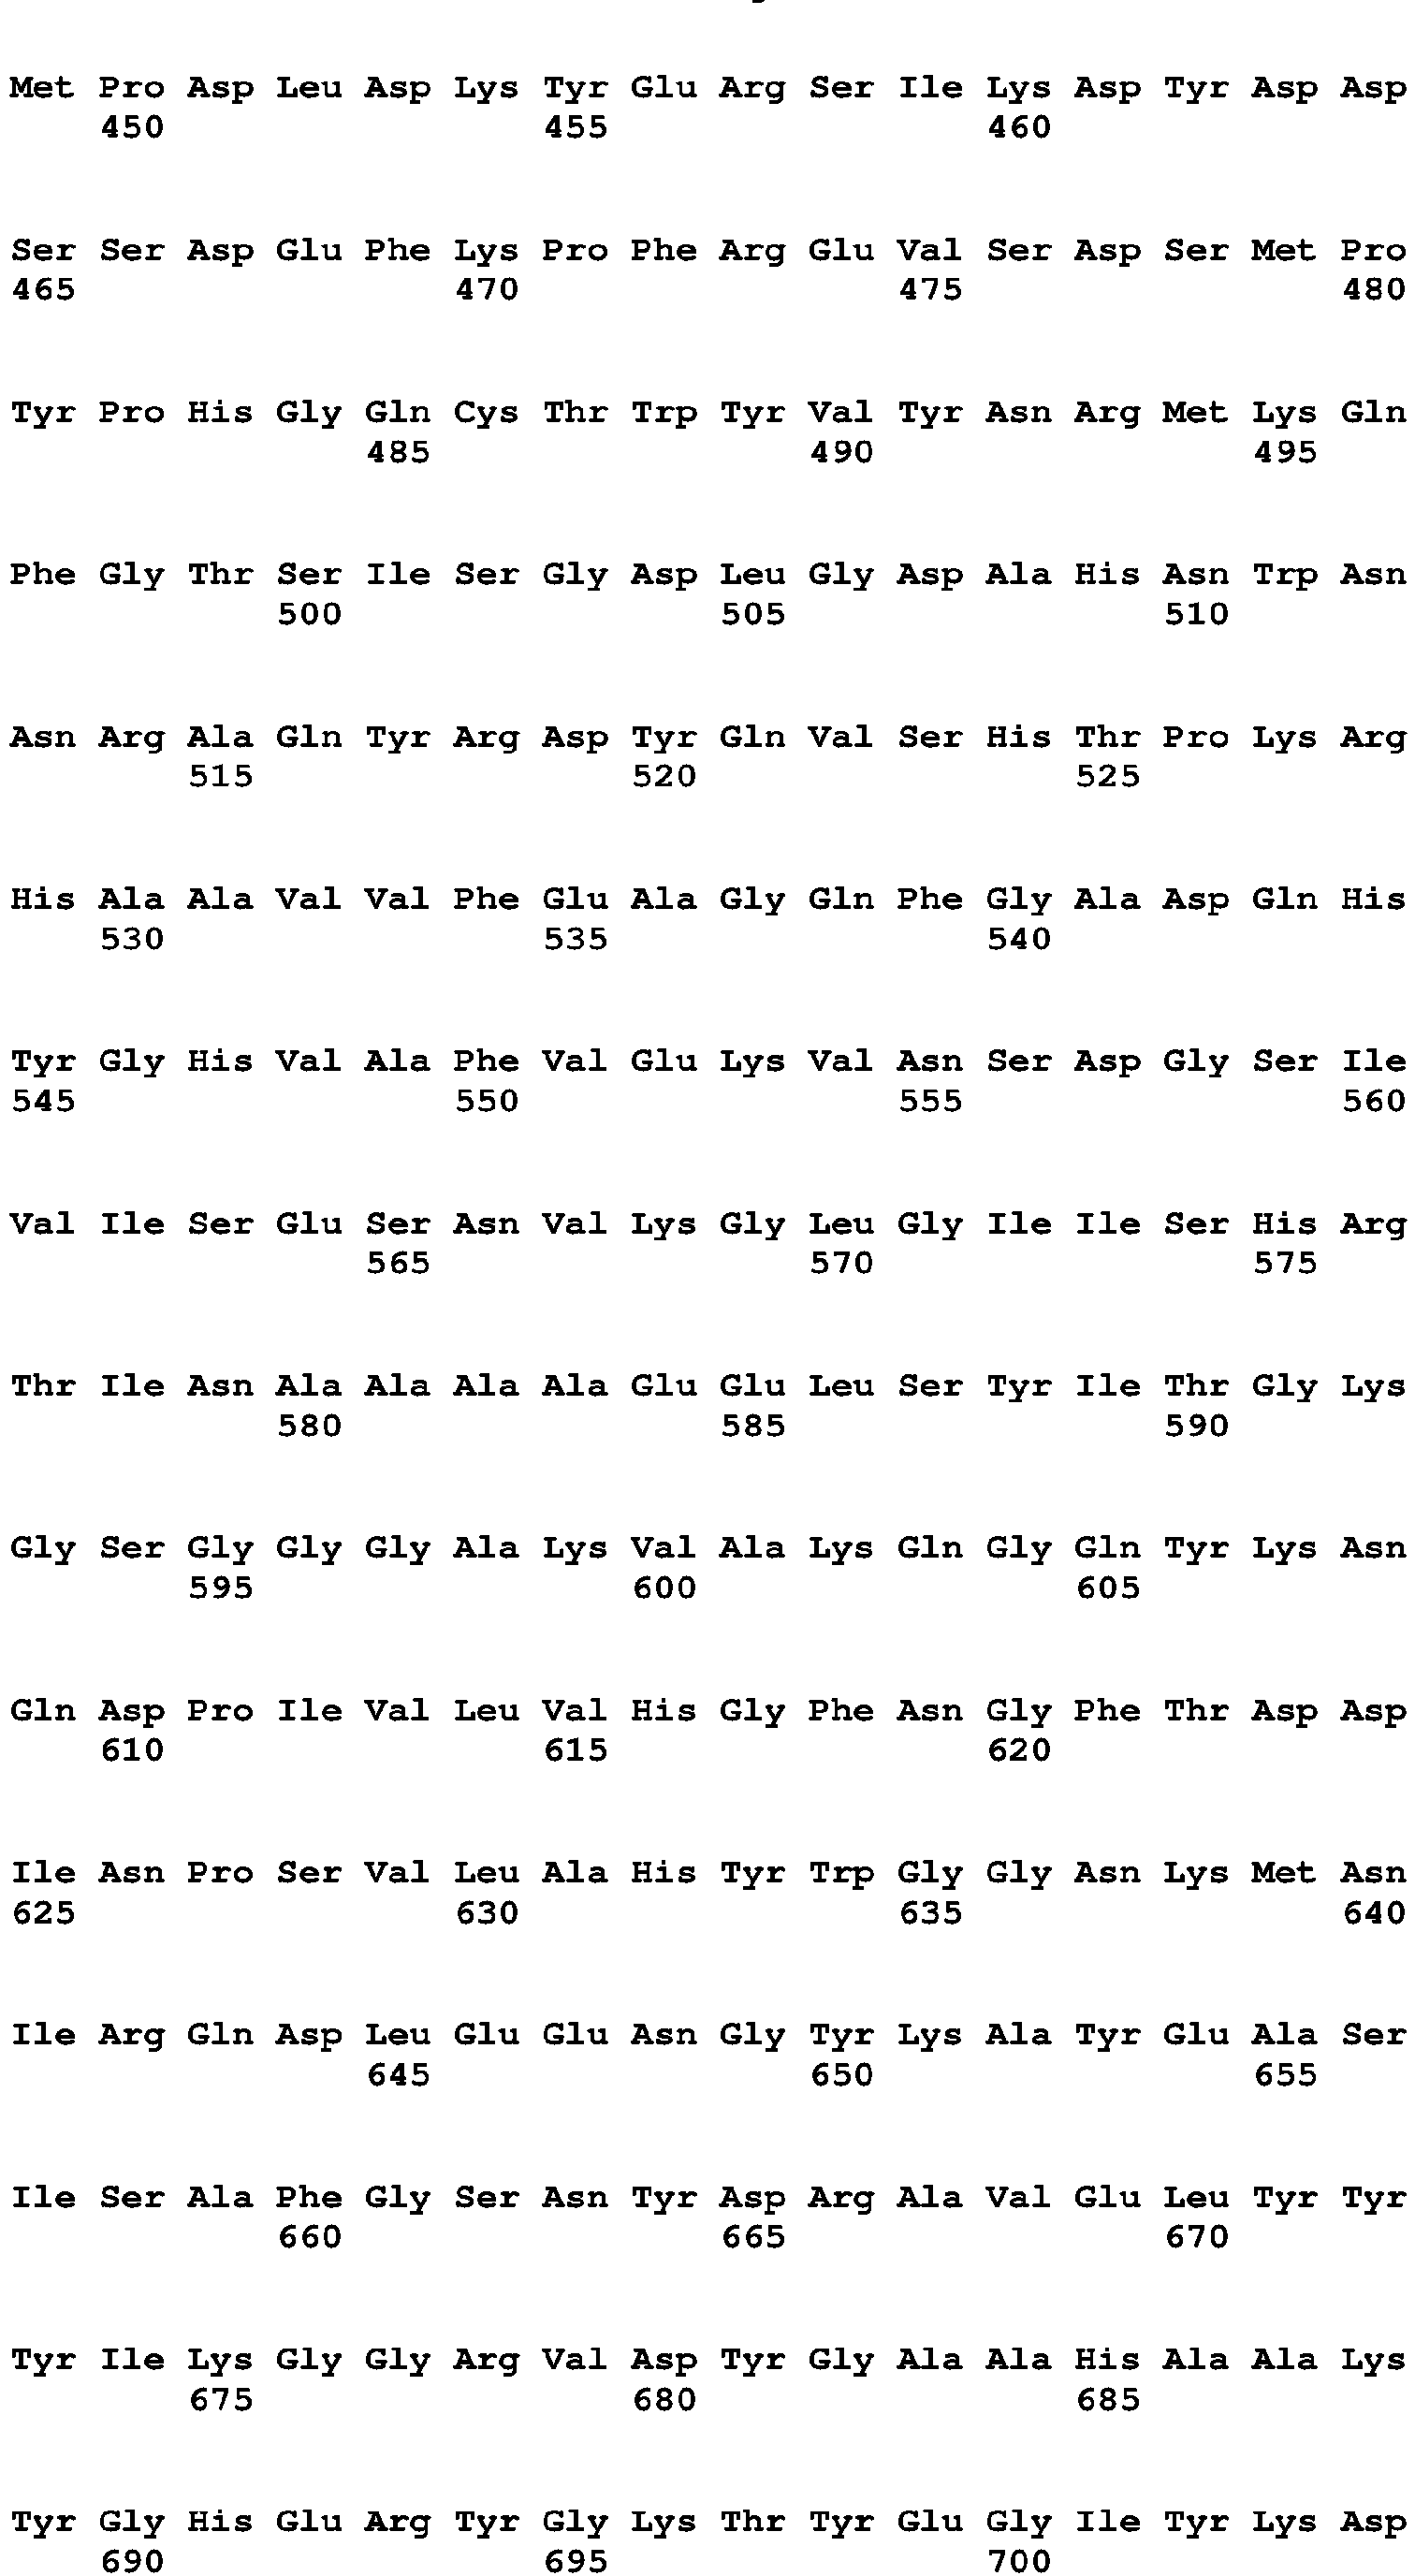 Met Pro Asp Leu Asp Lys Tyr Glu Arg Ser Ile Lys Asp Tyr Asp Asp
450 455 460
Ser Ser Asp Glu Phe Lys Pro Phe Arg Glu Val Ser Asp Ser Met Pro
465 470 475 480
Tyr Pro His Gly Gln Cys Thr Trp Tyr Val Tyr Asn Arg Met Lys Gln
485 490 495
Phe Gly Thr Ser Ile Ser Gly Asp Leu Gly Asp Ala His Asn Trp Asn
500 505 510
Asn Arg Ala Gln Tyr Arg Asp Tyr Gln Val Ser His Thr Pro Lys Arg
515 520 525
His Ala Ala Val Val Phe Glu Ala Gly Gln Phe Gly Ala Asp Gln His
530 535 540
Tyr Gly His Val Ala Phe Val Glu Lys Val Asn Ser Asp Gly Ser Ile
545 550 555 560
Val Ile Ser Glu Ser Asn Val Lys Gly Leu Gly Ile Ile Ser His Arg
565 570 575
Thr Ile Asn Ala Ala Ala Ala Glu Glu Leu Ser Tyr Ile Thr Gly Lys
580 585 590
Gly Ser Gly Gly Gly Ala Lys Val Ala Lys Gln Gly Gln Tyr Lys Asn
595 600 605
Gln Asp Pro Ile Val Leu Val His Gly Phe Asn Gly Phe Thr Asp Asp
610 615 620
Ile Asn Pro Ser Val Leu Ala His Tyr Trp Gly Gly Asn Lys Met Asn
625 630 635 640
Ile Arg Gln Asp Leu Glu Glu Asn Gly Tyr Lys Ala Tyr Glu Ala Ser
645 650 655
Ile Ser Ala Phe Gly Ser Asn Tyr Asp Arg Ala Val Glu Leu Tyr Tyr
660 665 670
Tyr Ile Lys Gly Gly Arg Val Asp Tyr Gly Ala Ala His Ala Ala Lys
675 680 685
Tyr Gly His Glu Arg Tyr Gly Lys Thr Tyr Glu Gly Ile Tyr Lys Asp
690 695 700